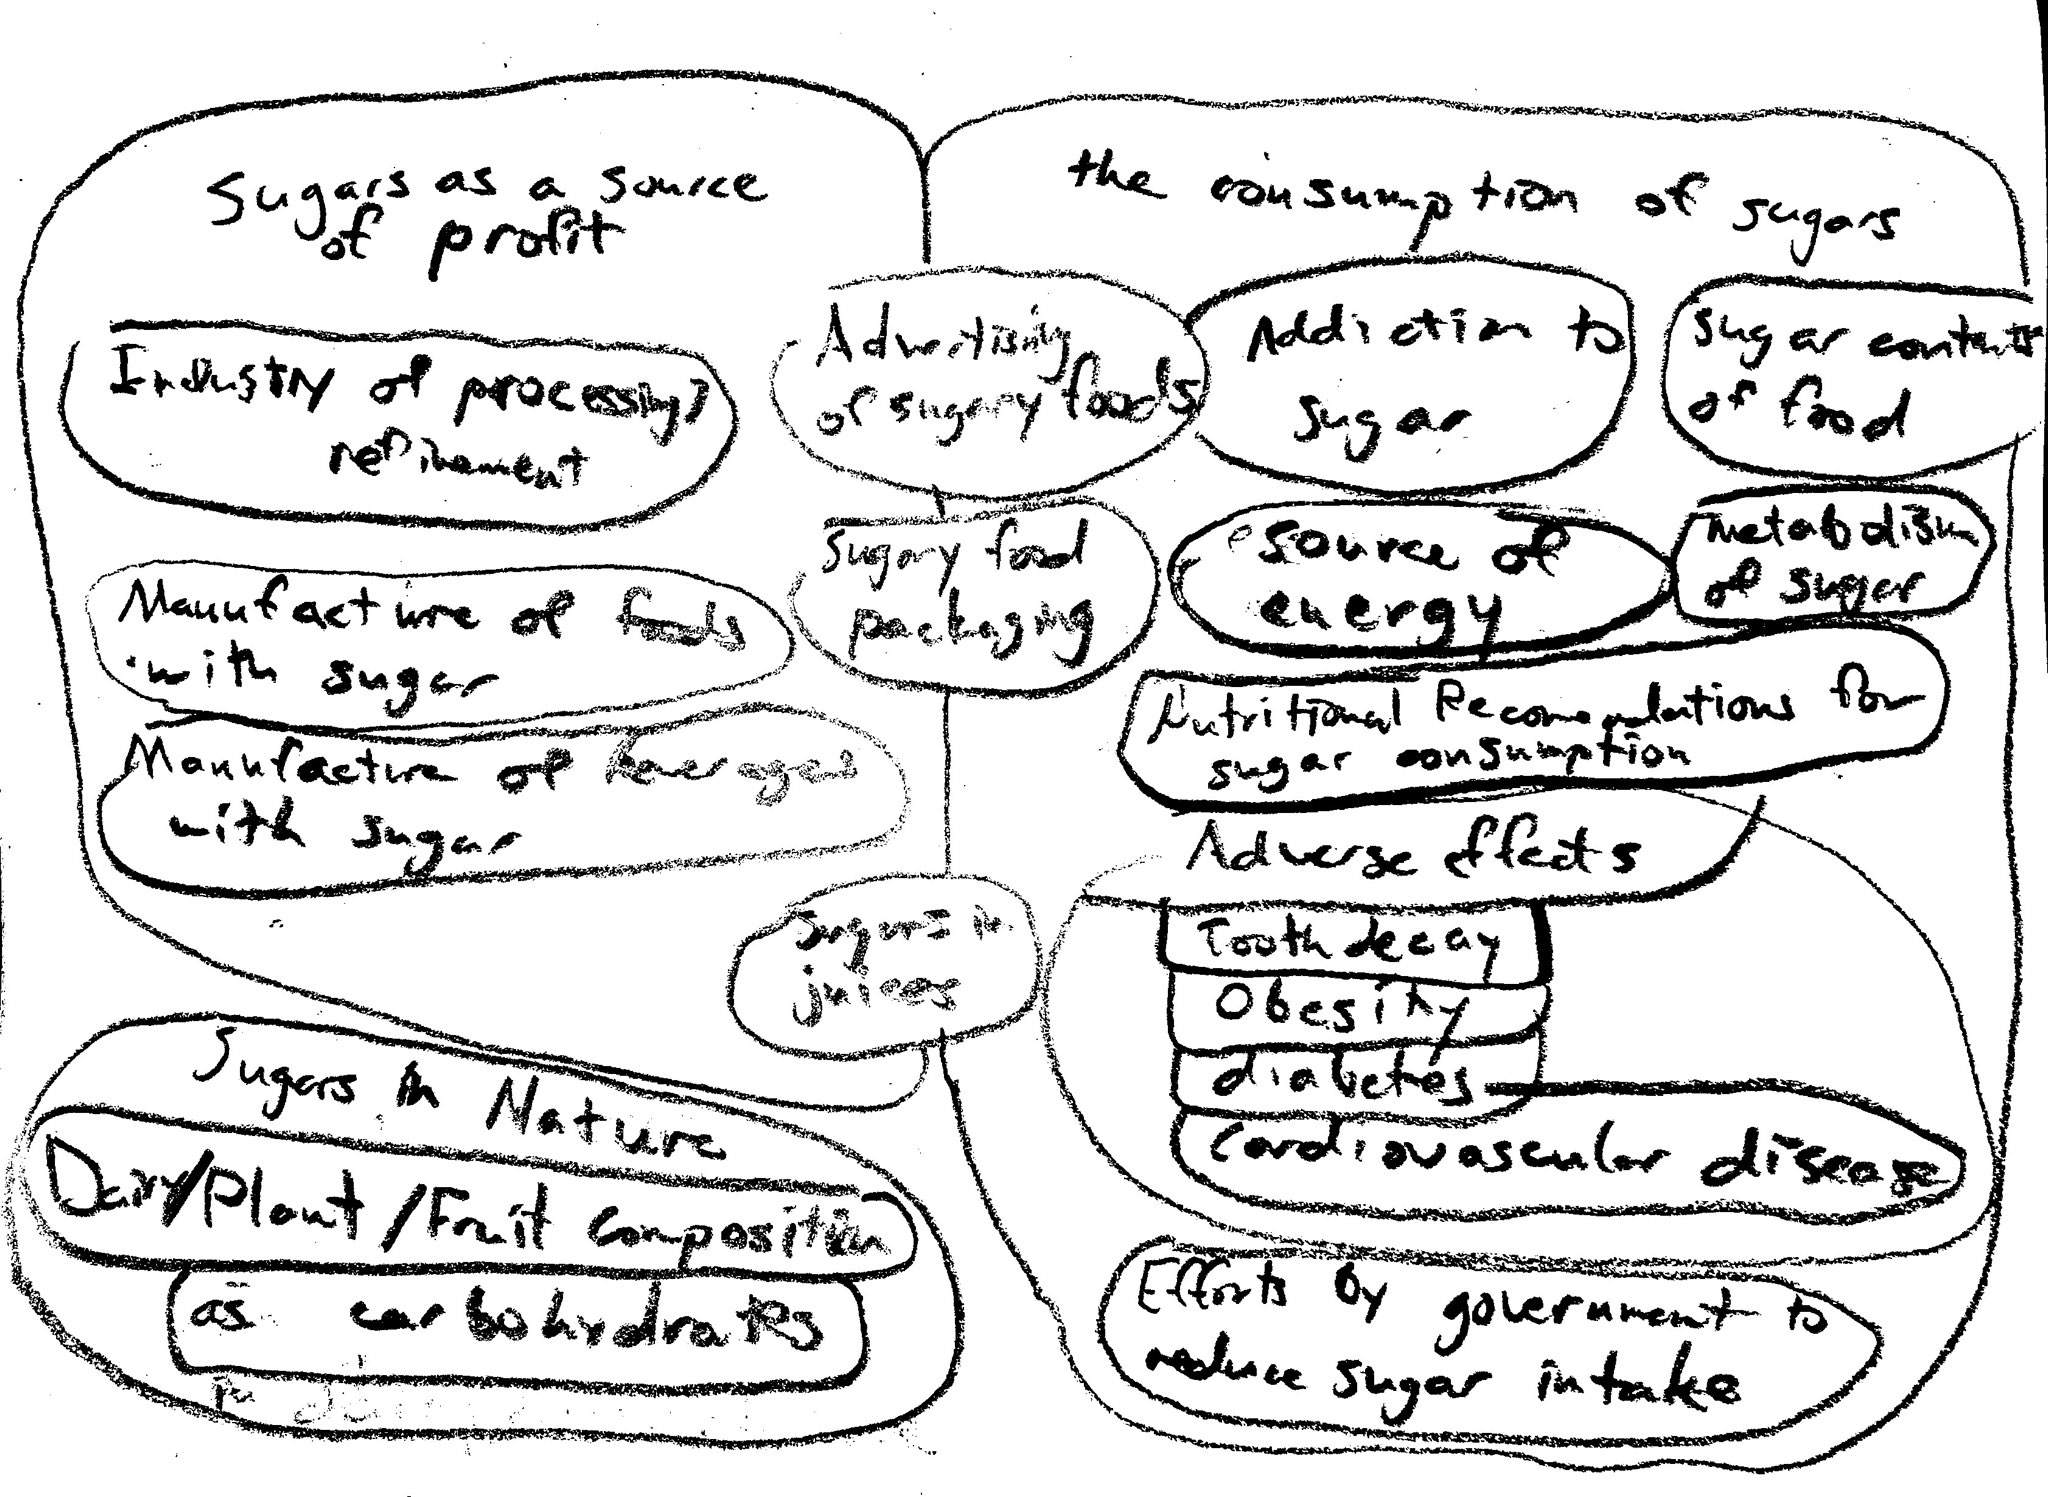 Sugars as a source
of profit
the consumption of sugars
Industry of processing,
refinement
Advertising
of sugary foods
Addiction to
sugar
sugar contents
of food
Manufacture of foods
with sugar
Sugary food
packaging
source of
energy
metabolism
of sugar
Manufacture of beverages
with sugar
Nutritional Recommendations for
sugar consumption
Adverse effects
Tooth decay
Obesity
diabetes
Cardiovascular disease
Sugars in
juices
Sugars in Nature
Dairy/Plant/Fruit composition
as carbohydrates
in
Efforts by government to
reduce sugar intake